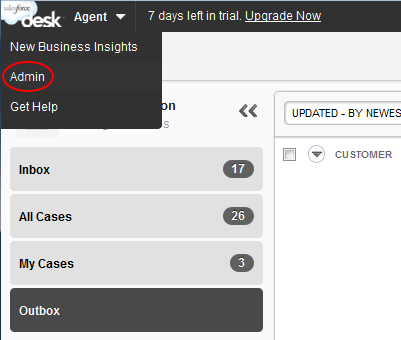 salesforce
desk Agent 7 days left in trial. Upgrade Now
New Business Insights
Admin
Get Help
on
UPDATED - BY NEWES
CUSTOMER
Inbox 17
All Cases 26
My Cases 3
Outbox